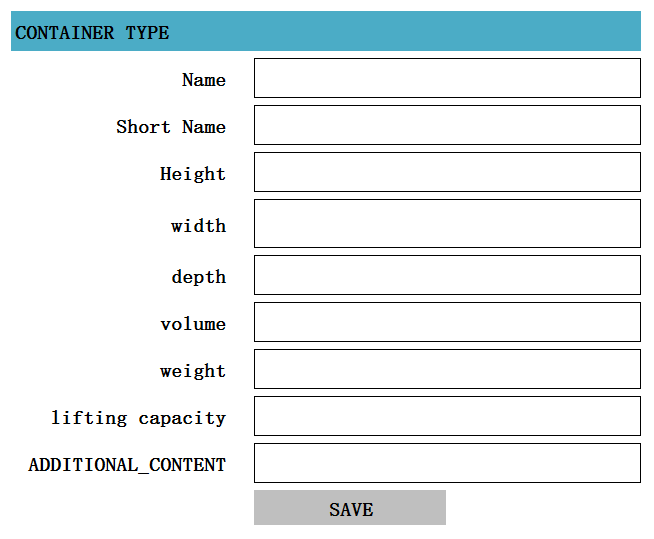 CONTAINER TYPE
Name
Short Name
Height
width
depth
volume
weight
lifting capacity
ADDITIONAL_CONTENT
SAVE